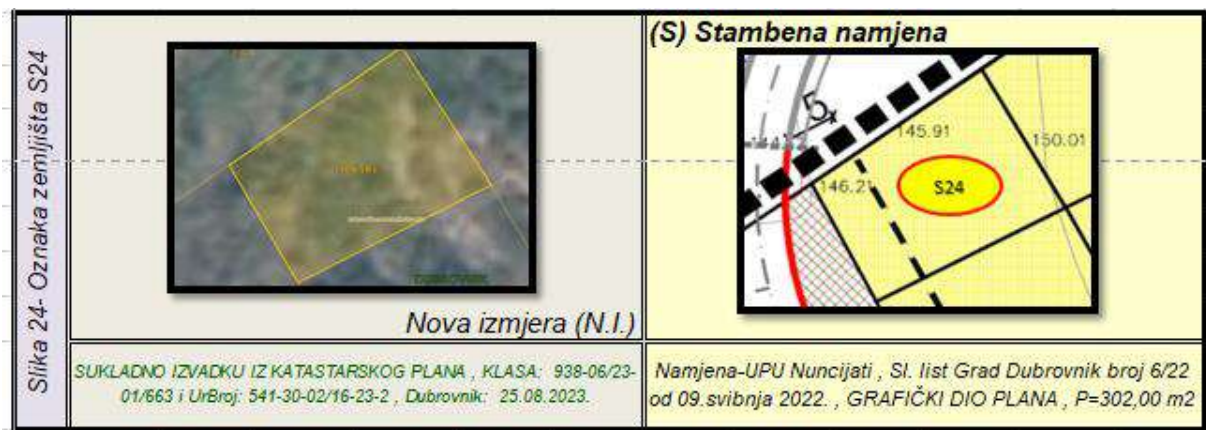 Slika 24- Oznaka zemljišta S24
Nova izmjera (N.I.)
SUKLADNO IZVADKU IZ KATASTARSKOG PLANA , KLASA: 938-06/23-
01/663 i UrBroj: 541-30-02/16-23-2 , Dubrovnik: 25.08.2023.
(S) Stambena namjena
145.91
150.01
146.21
S24
Namjena-UPU Nuncijati , Sl. list Grad Dubrovnik broj 6/22
od 09.svibnja 2022. , GRAFIČKI DIO PLANA , P=302,00 m2